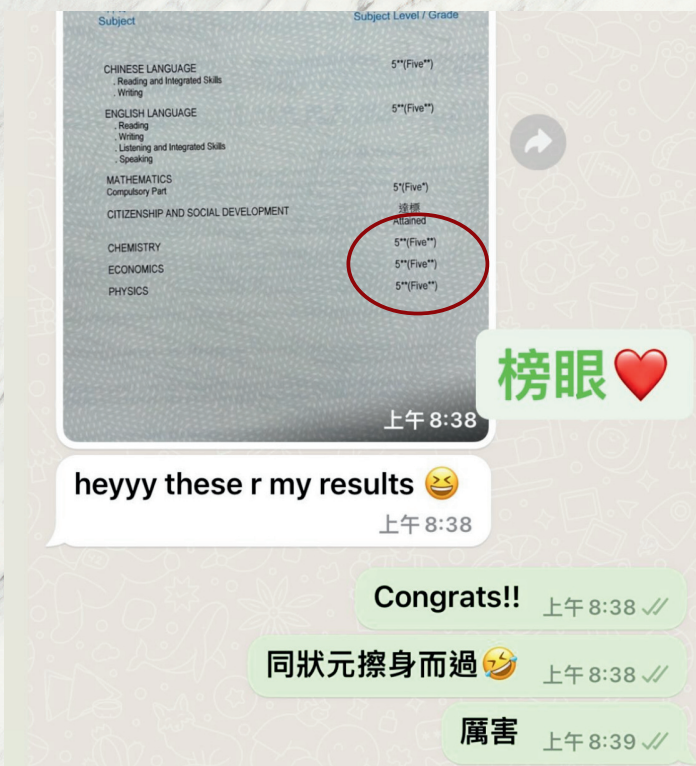 Subject
Subject Level / Grade
CHINESE LANGUAGE 5**(Five**)
. Reading and Integrated Skills
. Writing
ENGLISH LANGUAGE 5**(Five**)
. Reading
. Writing
. Listening and Integrated Skills
. Speaking
MATHEMATICS
Compulsory Part 5*(Five*)
CITIZENSHIP AND SOCIAL DEVELOPMENT 達標
Attained
CHEMISTRY 5**(Five**)
ECONOMICS 5**(Five**)
PHYSICS 5**(Five**)
上午 8:38
榜眼❤️
heyyy these r my results 😆
上午 8:38
Congrats!! 上午 8:38
同狀元擦身而過🤣 上午 8:38
厲害 上午 8:39